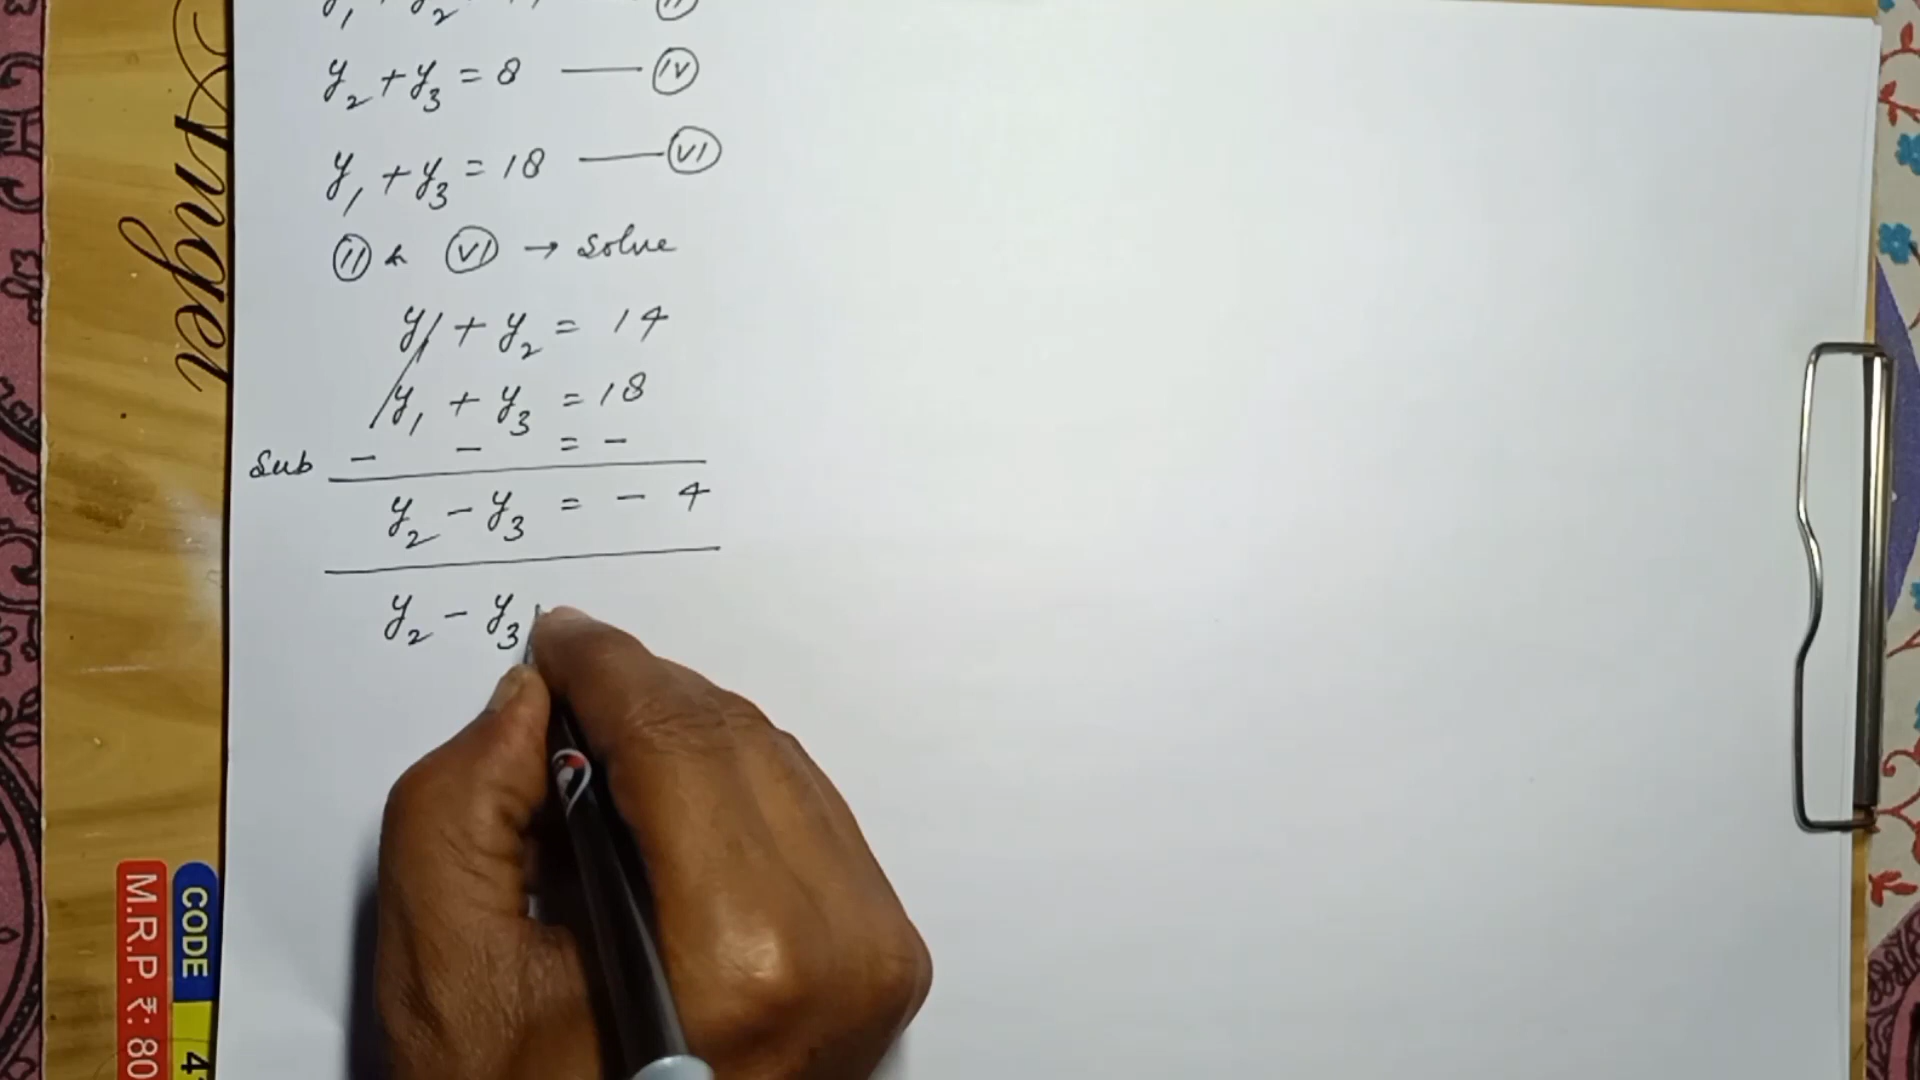 y₂ + y₃ = 8 —— (IV)
y₁ + y₃ = 18 —— (VI)
(II) & (VI) → Solve
y₁ + y₂ = 14
y₁ + y₃ = 18
Sub - - = -
y₂ - y₃ = - 4
y₂ - y₃
Angel
CODE
M.R.P. ₹: 80